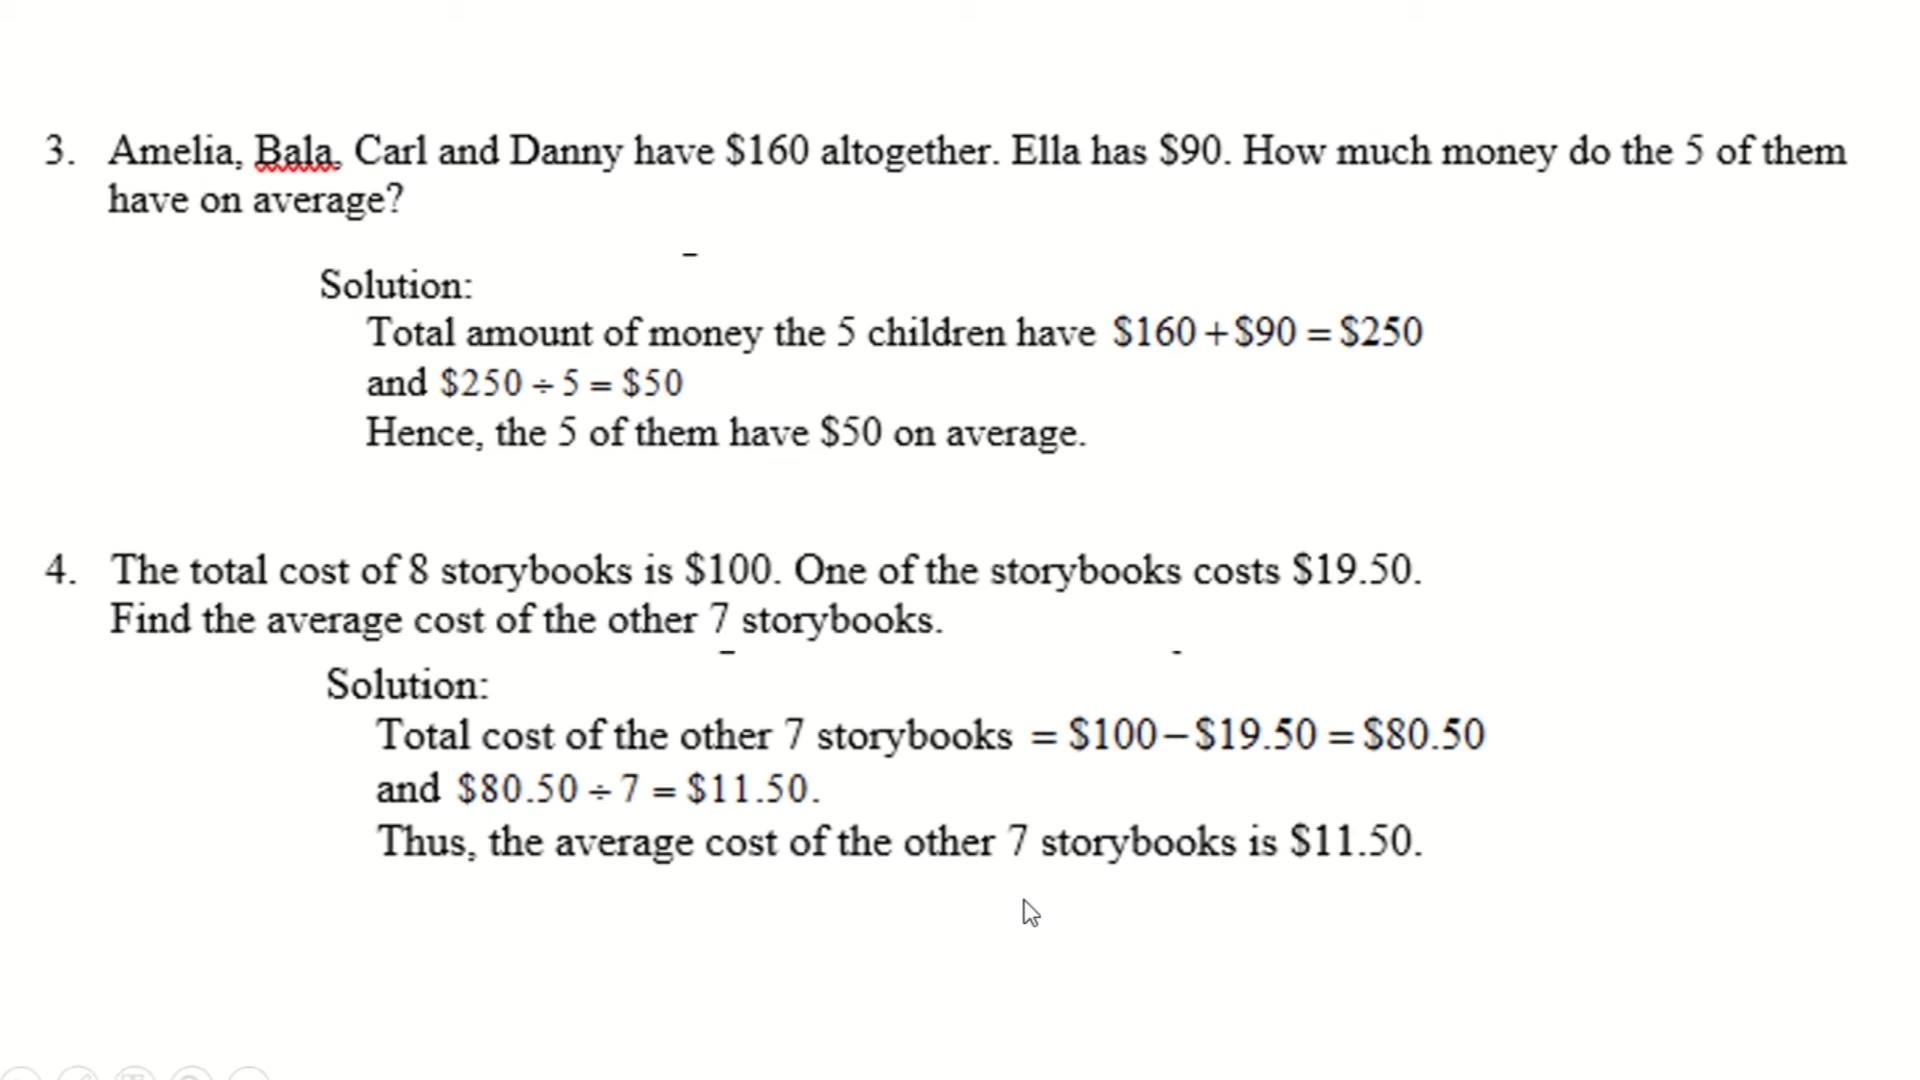 3. Amelia, Bala, Carl and Danny have $160 altogether. Ella has $90. How much money do the 5 of them
have on average?
Solution:
Total amount of money the 5 children have $160 + $90 = $250
and $250 ÷ 5 = $50
Hence, the 5 of them have $50 on average.
4. The total cost of 8 storybooks is $100. One of the storybooks costs $19.50.
Find the average cost of the other 7 storybooks.
Solution:
Total cost of the other 7 storybooks = $100 − $19.50 = $80.50
and $80.50 ÷ 7 = $11.50.
Thus, the average cost of the other 7 storybooks is $11.50.